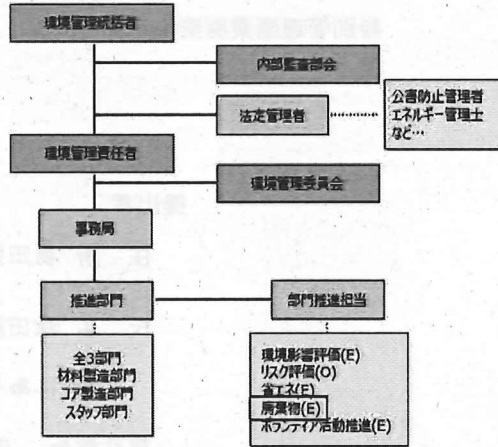 環境管理統括者
内部監査部会
法定管理者
公害防止管理者
エネルギー管理士
など…
環境管理責任者
環境管理委員会
事務局
推進部門
部門推進担当
全3部門
材料製造部門
コア製造部門
スタッフ部門
環境影響評価(E)
リスク評価(O)
省エネ(E)
廃棄物(E)
ボランティア活動推進(E)